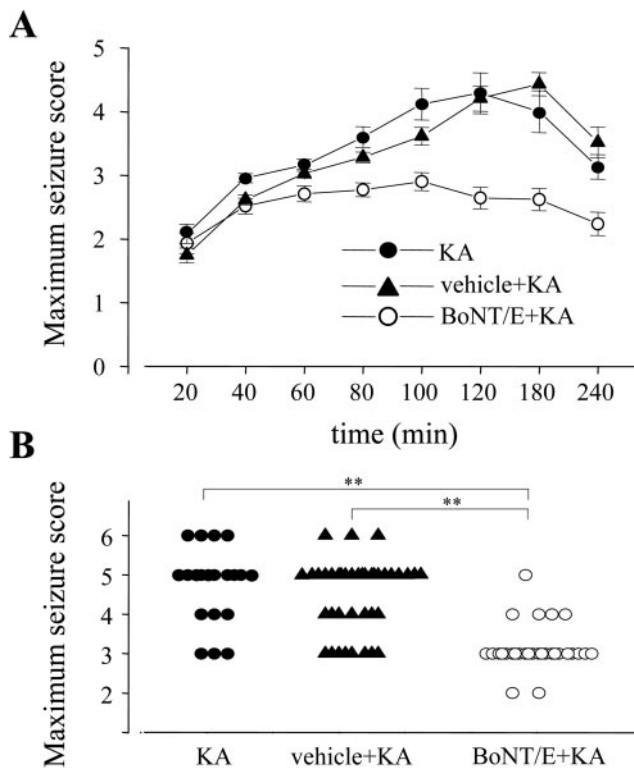 A
Maximum seizure score
5
4
3
2
1
0
KA
vehicle+KA
BoNT/E+KA
20 40 60 80 100 120 180 240
time (min)
B
Maximum seizure score
6
5
4
3
2
**
**
KA vehicle+KA BoNT/E+KA